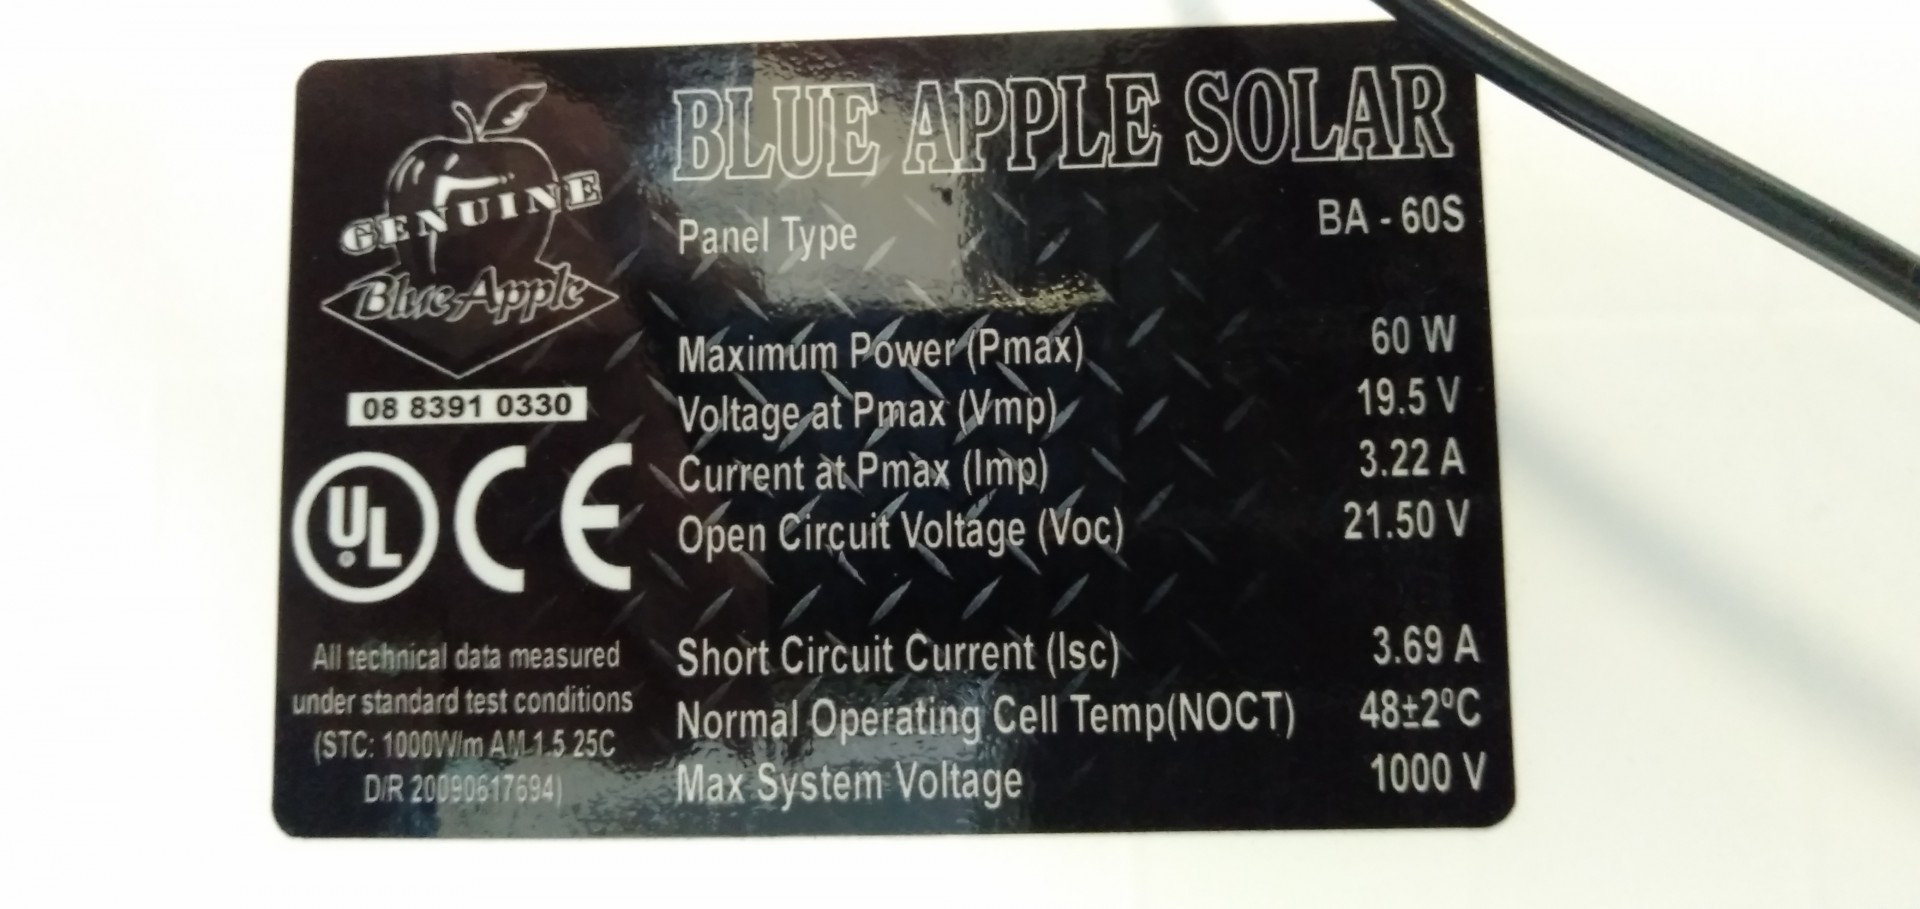 BLUE APPLE SOLAR
GENUINE
Blue Apple
08 8391 0330
UL CE
All technical data measured
under standard test conditions
(STC: 1000W/m AM-1.5 25C
D/R 20090617694)
Panel Type BA - 60S
Maximum Power (Pmax) 60 W
Voltage at Pmax (Vmp) 19.5 V
Current at Pmax (Imp) 3.22 A
Open Circuit Voltage (Voc) 21.50 V
Short Circuit Current (Isc) 3.69 A
Normal Operating Cell Temp(NOCT) 48±2ºC
Max System Voltage 1000 V